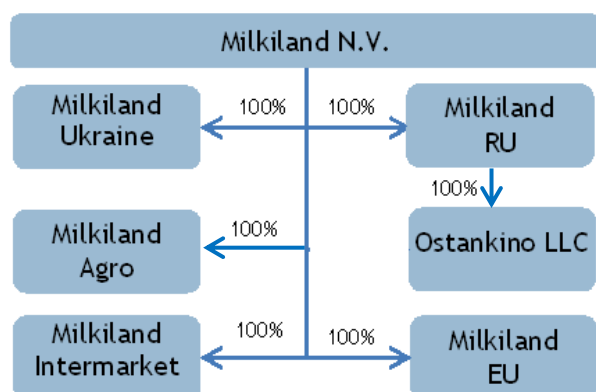 Milkiland N.V.
Milkiland
Ukraine
100%
100%
Milkiland
RU
100%
Milkiland
Agro
100%
Ostankino LLC
Milkiland
Intermarket
100%
100%
Milkiland
EU